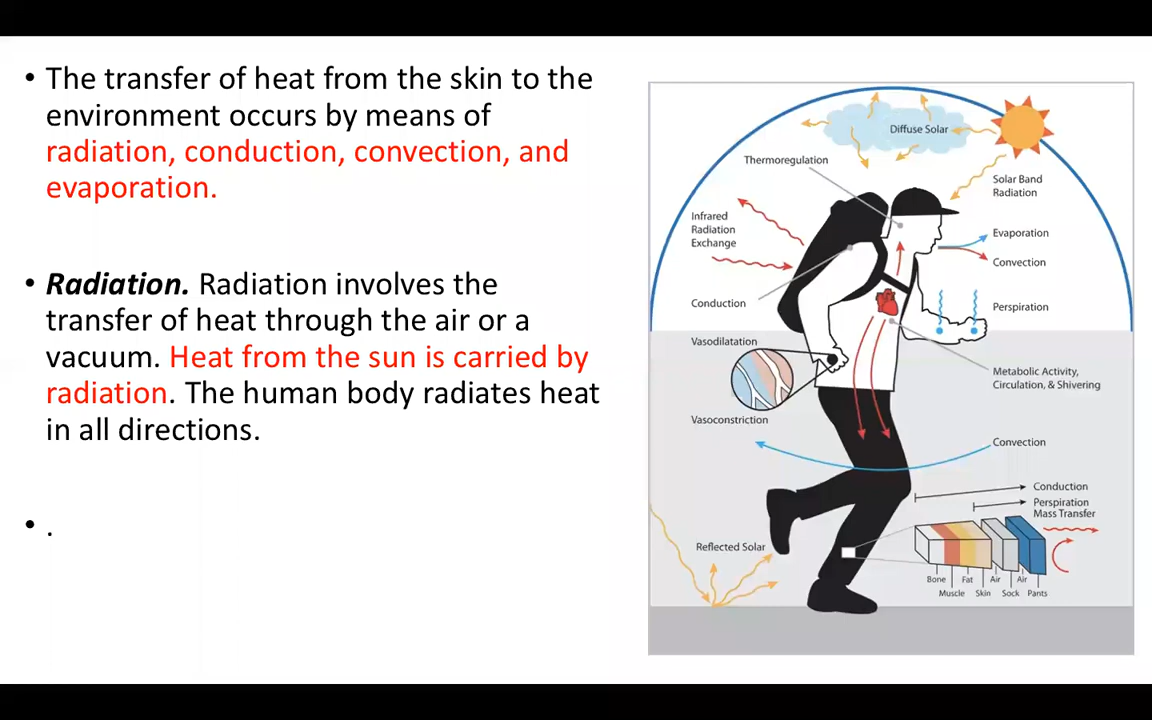 • The transfer of heat from the skin to the
environment occurs by means of
radiation, conduction, convection, and
evaporation.
• Radiation. Radiation involves the
transfer of heat through the air or a
vacuum. Heat from the sun is carried by
radiation. The human body radiates heat
in all directions.
• .
Diffuse Solar
Thermoregulation
Solar Band
Radiation
Infrared
Radiation
Exchange
Evaporation
Convection
Conduction
Perspiration
Vasodilatation
Metabolic Activity,
Circulation, & Shivering
Vasoconstriction
Convection
Conduction
Perspiration
Mass Transfer
Reflected Solar
Bone
Fat
Air
Air
Muscle
Skin
Sock
Pants